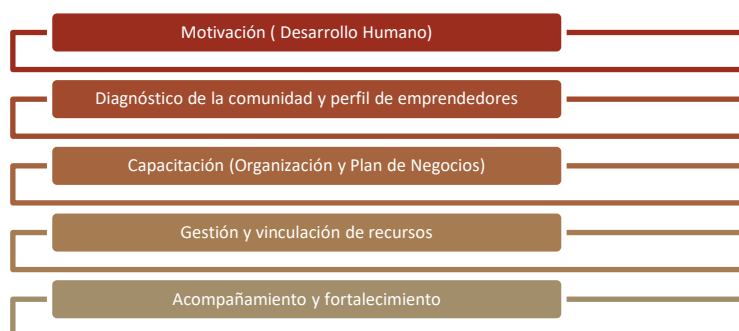 Motivación ( Desarrollo Humano)
Diagnóstico de la comunidad y perfil de emprendedores
Capacitación (Organización y Plan de Negocios)
Gestión y vinculación de recursos
Acompañamiento y fortalecimiento